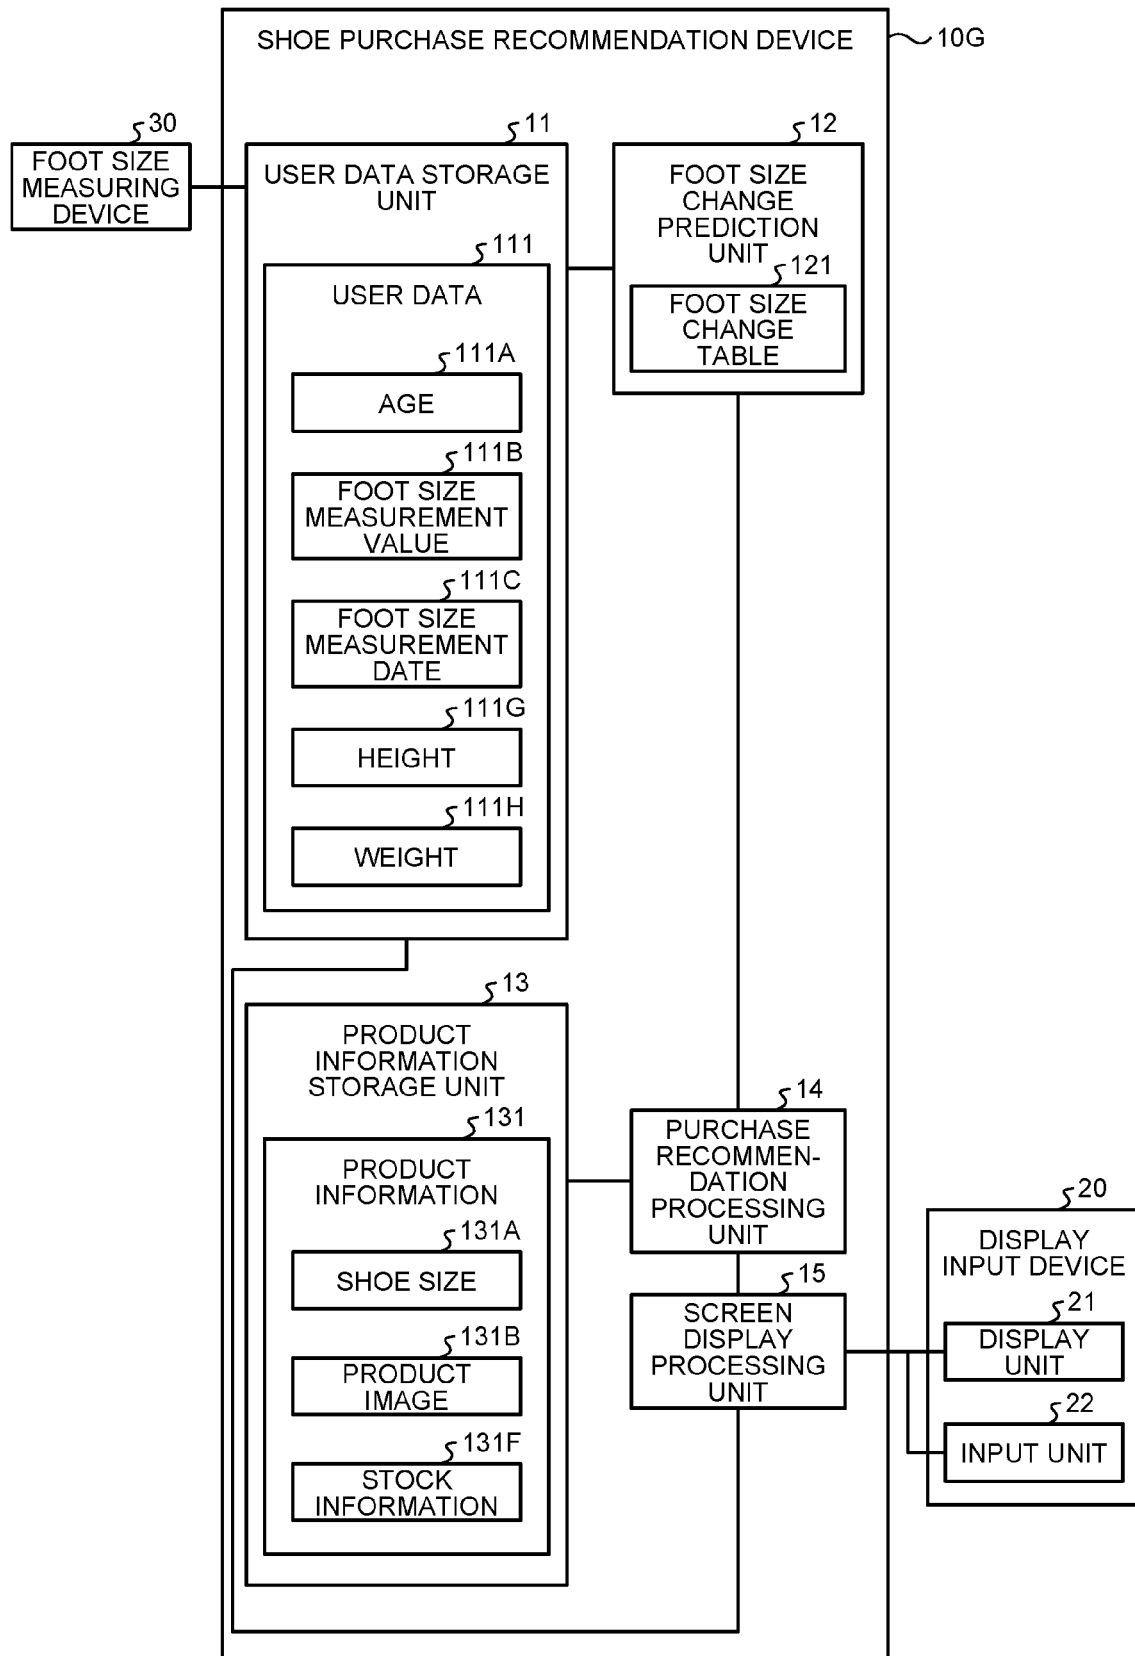 SHOE PURCHASE RECOMMENDATION DEVICE
10G
30
FOOT SIZE
MEASURING
DEVICE
11
USER DATA STORAGE
UNIT
111
USER DATA
111A
AGE
111B
FOOT SIZE
MEASUREMENT
VALUE
111C
FOOT SIZE
MEASUREMENT
DATE
111G
HEIGHT
111H
WEIGHT
12
FOOT SIZE
CHANGE
PREDICTION
UNIT
121
FOOT SIZE
CHANGE
TABLE
13
PRODUCT
INFORMATION
STORAGE UNIT
131
PRODUCT
INFORMATION
131A
SHOE SIZE
131B
PRODUCT
IMAGE
131F
STOCK
INFORMATION
14
PURCHASE
RECOMMEN-
DATION
PROCESSING
UNIT
15
SCREEN
DISPLAY
PROCESSING
UNIT
20
DISPLAY
INPUT DEVICE
21
DISPLAY
UNIT
22
INPUT UNIT